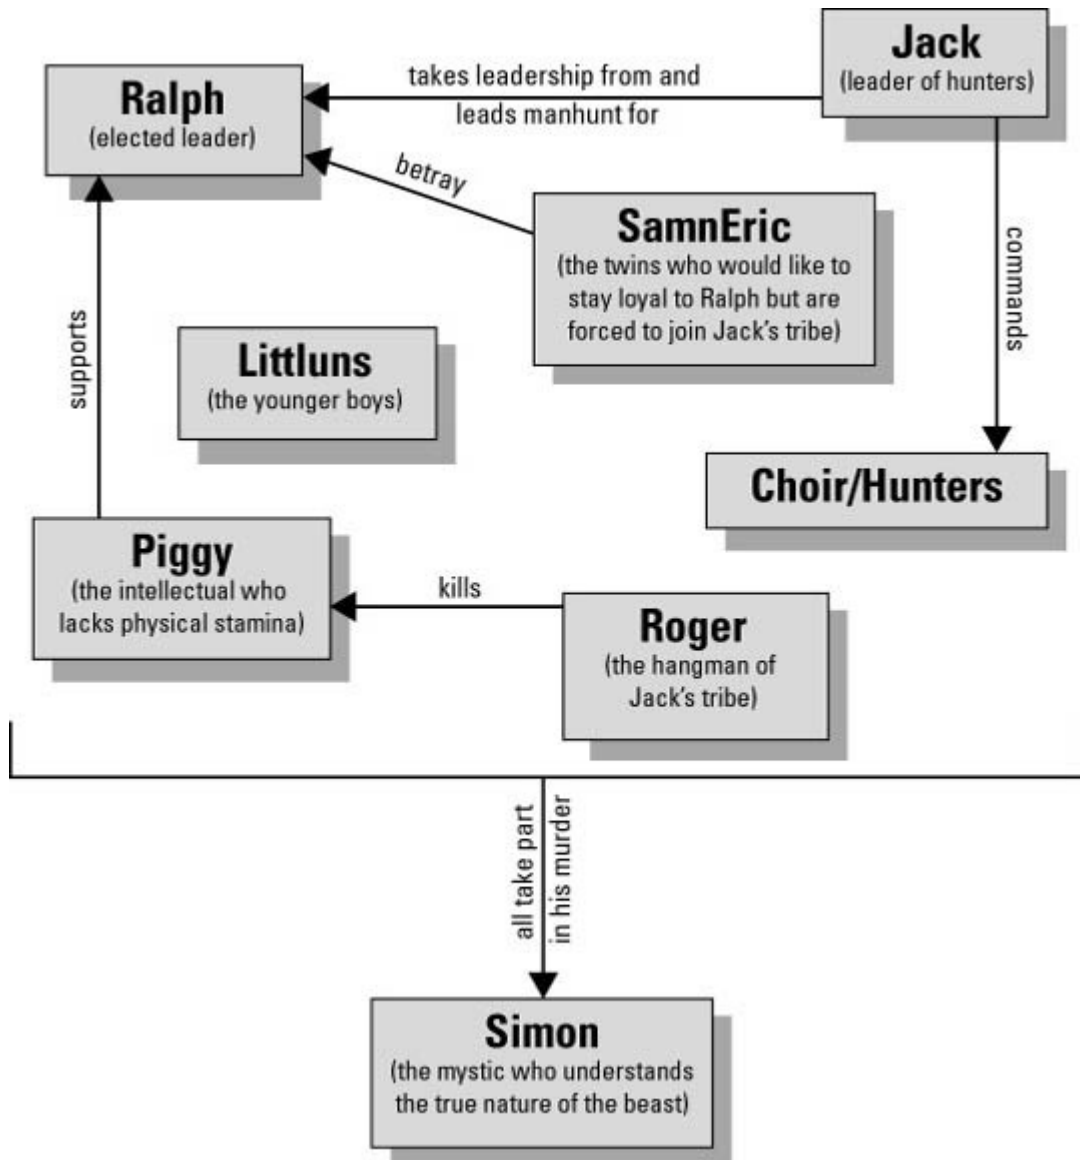 Jack
(leader of hunters)
takes leadership from and
leads manhunt for
Ralph
(elected leader)
betray
SamnEric
(the twins who would like to
stay loyal to Ralph but are
forced to join Jack's tribe)
commands
supports
Littluns
(the younger boys)
Choir/Hunters
Piggy
(the intellectual who
lacks physical stamina)
kills
Roger
(the hangman of
Jack's tribe)
all take part
in his murder
Simon
(the mystic who understands
the true nature of the beast)